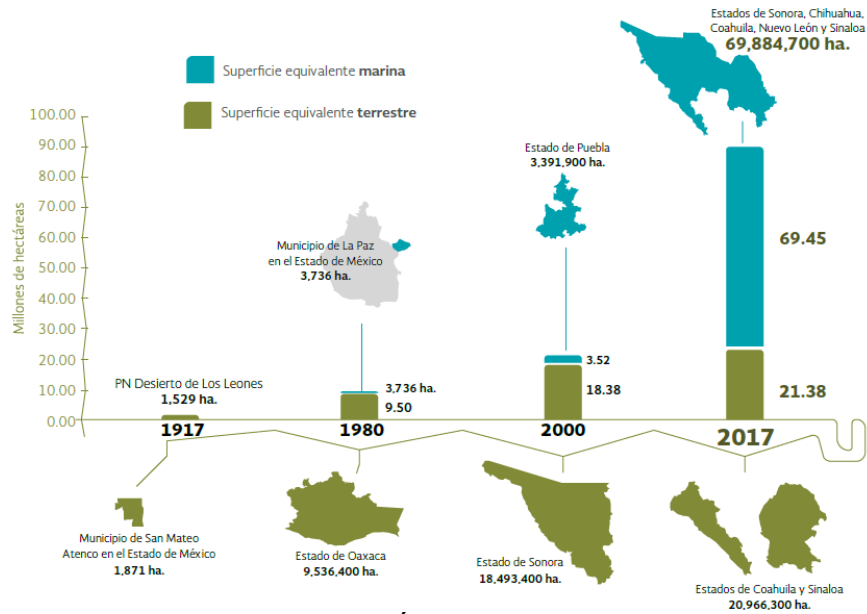 Estados de Sonora, Chihuahua,
Coahuila, Nuevo León y Sinaloa
69,884,700 ha.
Superficie equivalente marina
Superficie equivalente terrestre
Millones de hectáreas
100.00
90.00
80.00
70.00
60.00
50.00
40.00
30.00
20.00
10.00
0.00
Estado de Puebla
3,391,900 ha.
Municipio de La Paz
en el Estado de México
3,736 ha.
69.45
PN Desierto de Los Leones
1,529 ha.
3,736 ha.
9.50
3.52
18.38
21.38
1917
1980
2000
2017
Municipio de San Mateo
Atenco en el Estado de México
1,871 ha.
Estado de Oaxaca
9,536,400 ha.
Estado de Sonora
18,493,400 ha.
Estados de Coahuila y Sinaloa
20,966,300 ha.